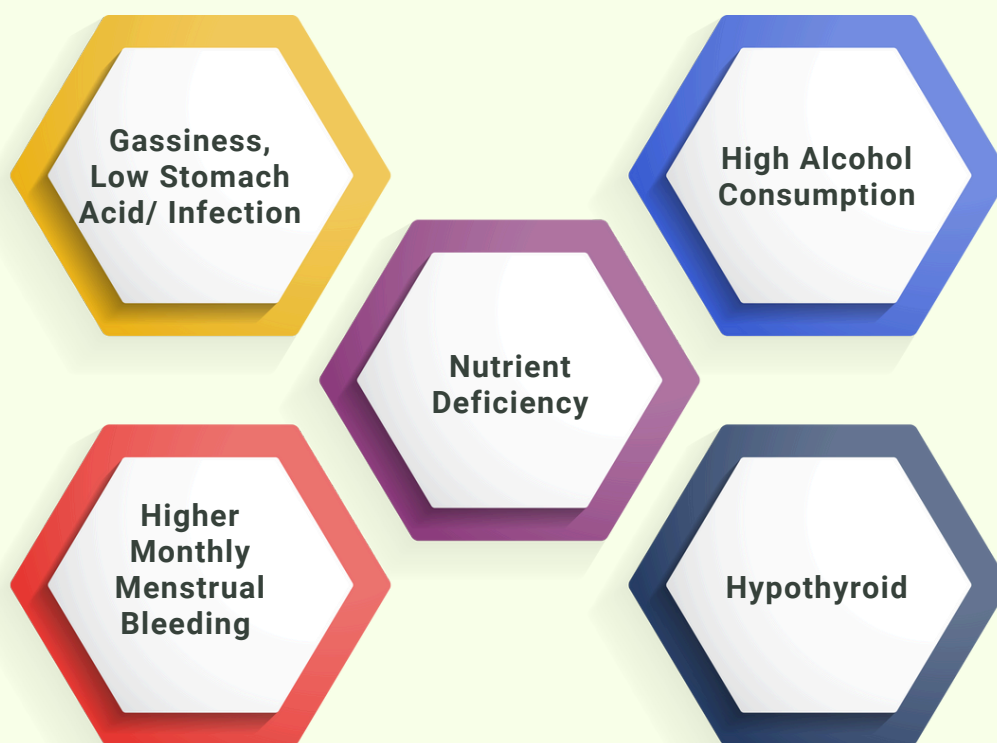 Gassiness,
Low Stomach
Acid/ Infection
High Alcohol
Consumption
Nutrient
Deficiency
Higher
Monthly
Menstrual
Bleeding
Hypothyroid